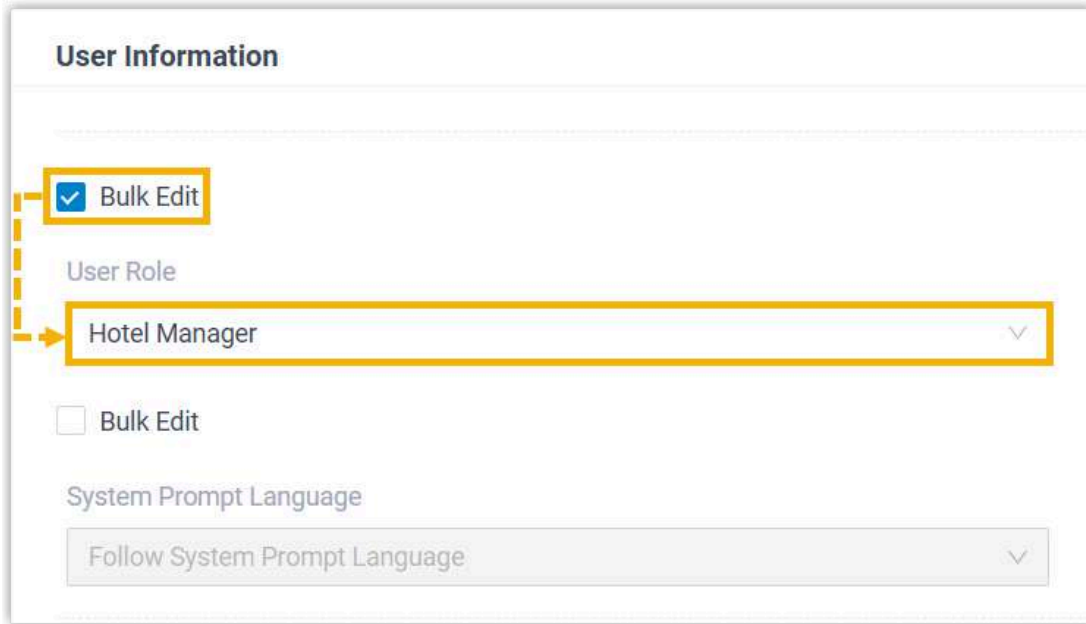 User Information
Bulk Edit
User Role
Hotel Manager
Bulk Edit
System Prompt Language
Follow System Prompt Language